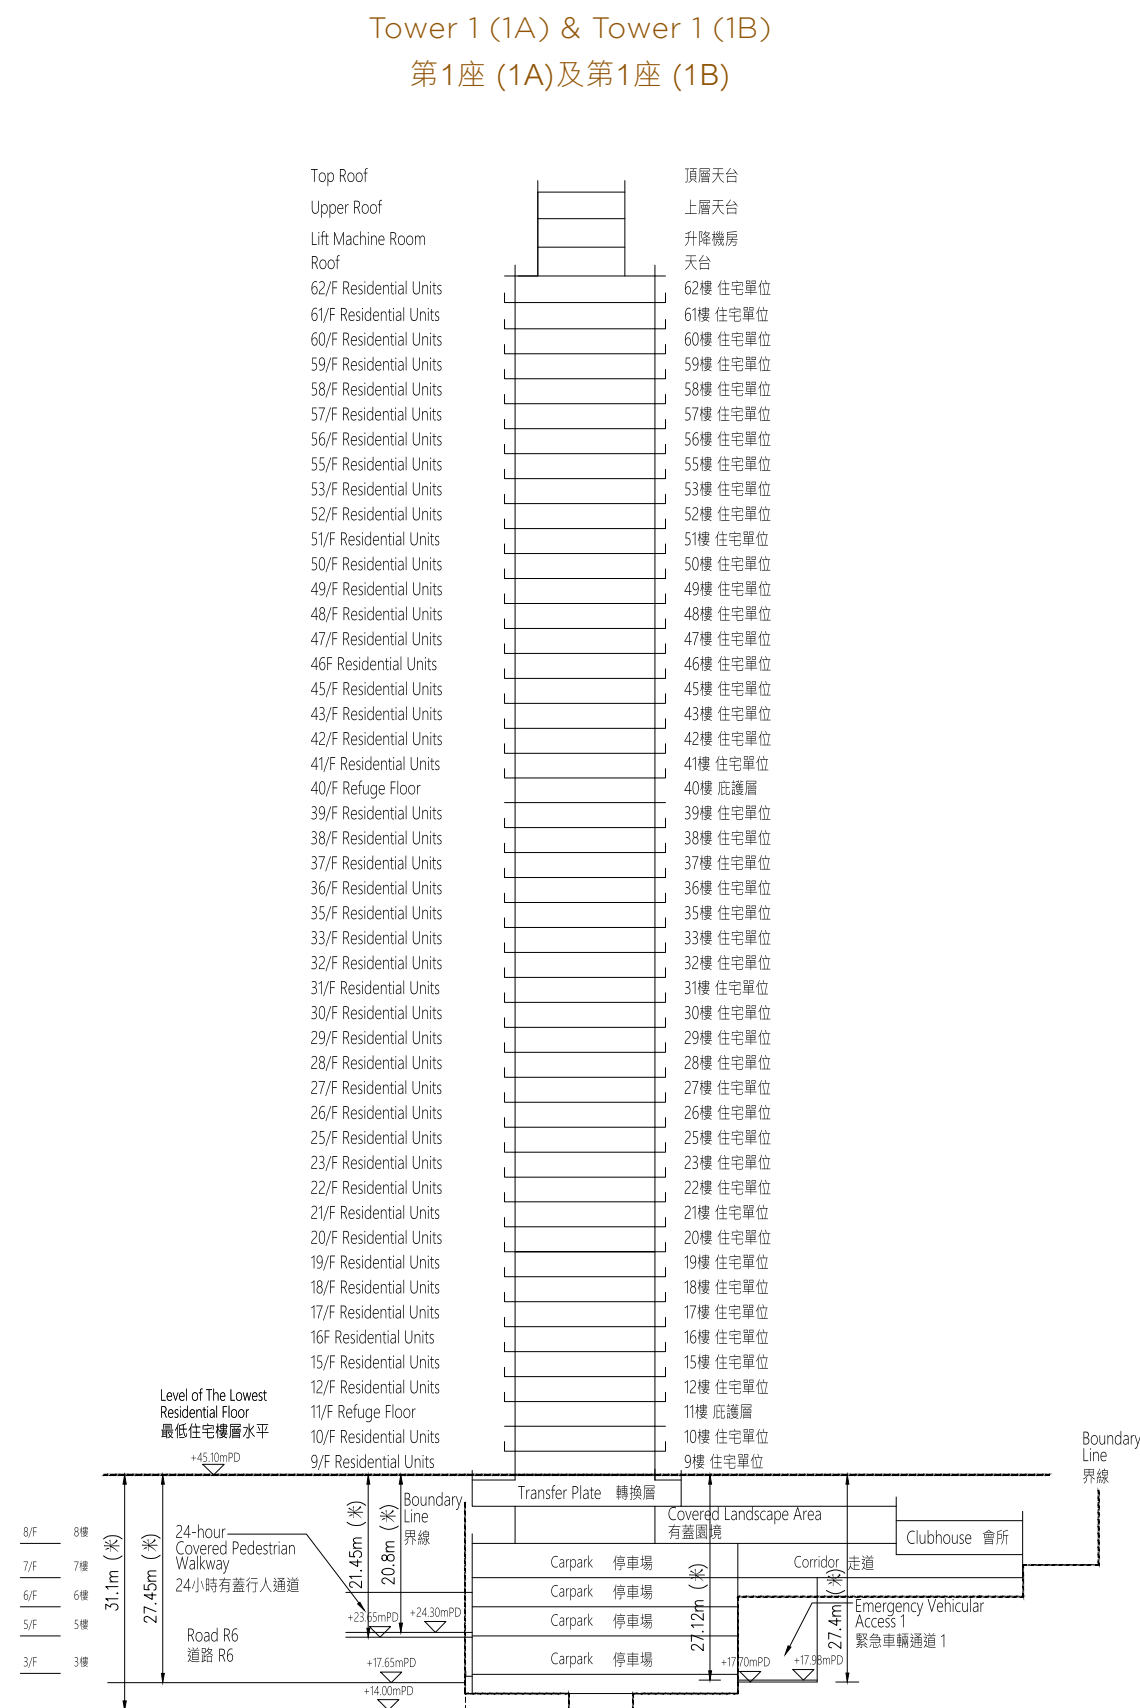 Tower 1 (1A) & Tower 1 (1B)
第1座 (1A)及第1座 (1B)
Top Roof 頂層天台
Upper Roof 上層天台
Lift Machine Room 升降機房
Roof 天台
62/F Residential Units 62樓 住宅單位
61/F Residential Units 61樓 住宅單位
60/F Residential Units 60樓 住宅單位
59/F Residential Units 59樓 住宅單位
58/F Residential Units 58樓 住宅單位
57/F Residential Units 57樓 住宅單位
56/F Residential Units 56樓 住宅單位
55/F Residential Units 55樓 住宅單位
53/F Residential Units 53樓 住宅單位
52/F Residential Units 52樓 住宅單位
51/F Residential Units 51樓 住宅單位
50/F Residential Units 50樓 住宅單位
49/F Residential Units 49樓 住宅單位
48/F Residential Units 48樓 住宅單位
47/F Residential Units 47樓 住宅單位
46F Residential Units 46樓 住宅單位
45/F Residential Units 45樓 住宅單位
43/F Residential Units 43樓 住宅單位
42/F Residential Units 42樓 住宅單位
41/F Residential Units 41樓 住宅單位
40/F Refuge Floor 40樓 庇護層
39/F Residential Units 39樓 住宅單位
38/F Residential Units 38樓 住宅單位
37/F Residential Units 37樓 住宅單位
36/F Residential Units 36樓 住宅單位
35/F Residential Units 35樓 住宅單位
33/F Residential Units 33樓 住宅單位
32/F Residential Units 32樓 住宅單位
31/F Residential Units 31樓 住宅單位
30/F Residential Units 30樓 住宅單位
29/F Residential Units 29樓 住宅單位
28/F Residential Units 28樓 住宅單位
27/F Residential Units 27樓 住宅單位
26/F Residential Units 26樓 住宅單位
25/F Residential Units 25樓 住宅單位
23/F Residential Units 23樓 住宅單位
22/F Residential Units 22樓 住宅單位
21/F Residential Units 21樓 住宅單位
20/F Residential Units 20樓 住宅單位
19/F Residential Units 19樓 住宅單位
18/F Residential Units 18樓 住宅單位
17/F Residential Units 17樓 住宅單位
16F Residential Units 16樓 住宅單位
15/F Residential Units 15樓 住宅單位
12/F Residential Units 12樓 住宅單位
11/F Refuge Floor 11樓 庇護層
10/F Residential Units 10樓 住宅單位
9/F Residential Units 9樓 住宅單位
Level of The Lowest
Residential Floor
最低住宅樓層水平
+45.10mPD
Boundary
Line
界線
Transfer Plate 轉換層
Boundary
Line
界線
Covered Landscape Area
有蓋園境
Clubhouse 會所
8/F 8樓
7/F 7樓
6/F 6樓
5/F 5樓
3/F 3樓
31.1m (米)
27.45m (米)
24-hour
Covered Pedestrian
Walkway
24小時有蓋行人通道
21.45m (米)
20.8m (米)
Carpark 停車場
Carpark 停車場
Carpark 停車場
Carpark 停車場
Corridor 走道
27.12m (米)
27.4m (米)
Emergency Vehicular
Access 1
緊急車輛通道 1
Road R6
道路 R6
+23.65mPD
+24.30mPD
+17.65mPD
+14.00mPD
+17.70mPD
+17.98mPD